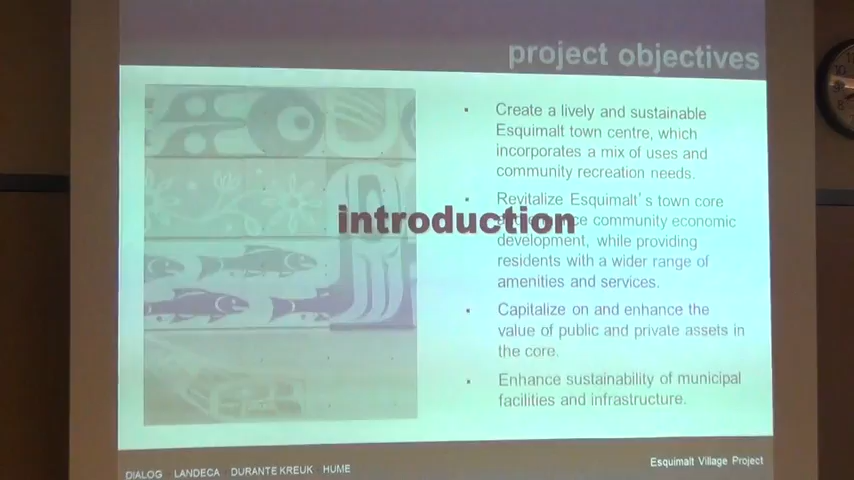 project objectives
• Create a lively and sustainable
Esquimalt town centre, which
incorporates a mix of uses and
community recreation needs.
• Revitalize Esquimalt's town core
introduction
community economic
development, while providing
residents with a wider range of
amenities and services.
• Capitalize on and enhance the
value of public and private assets in
the core.
• Enhance sustainability of municipal
facilities and infrastructure.
DIALOG LANDECA DURANTE KREUK HUME
Esquimalt Village Project